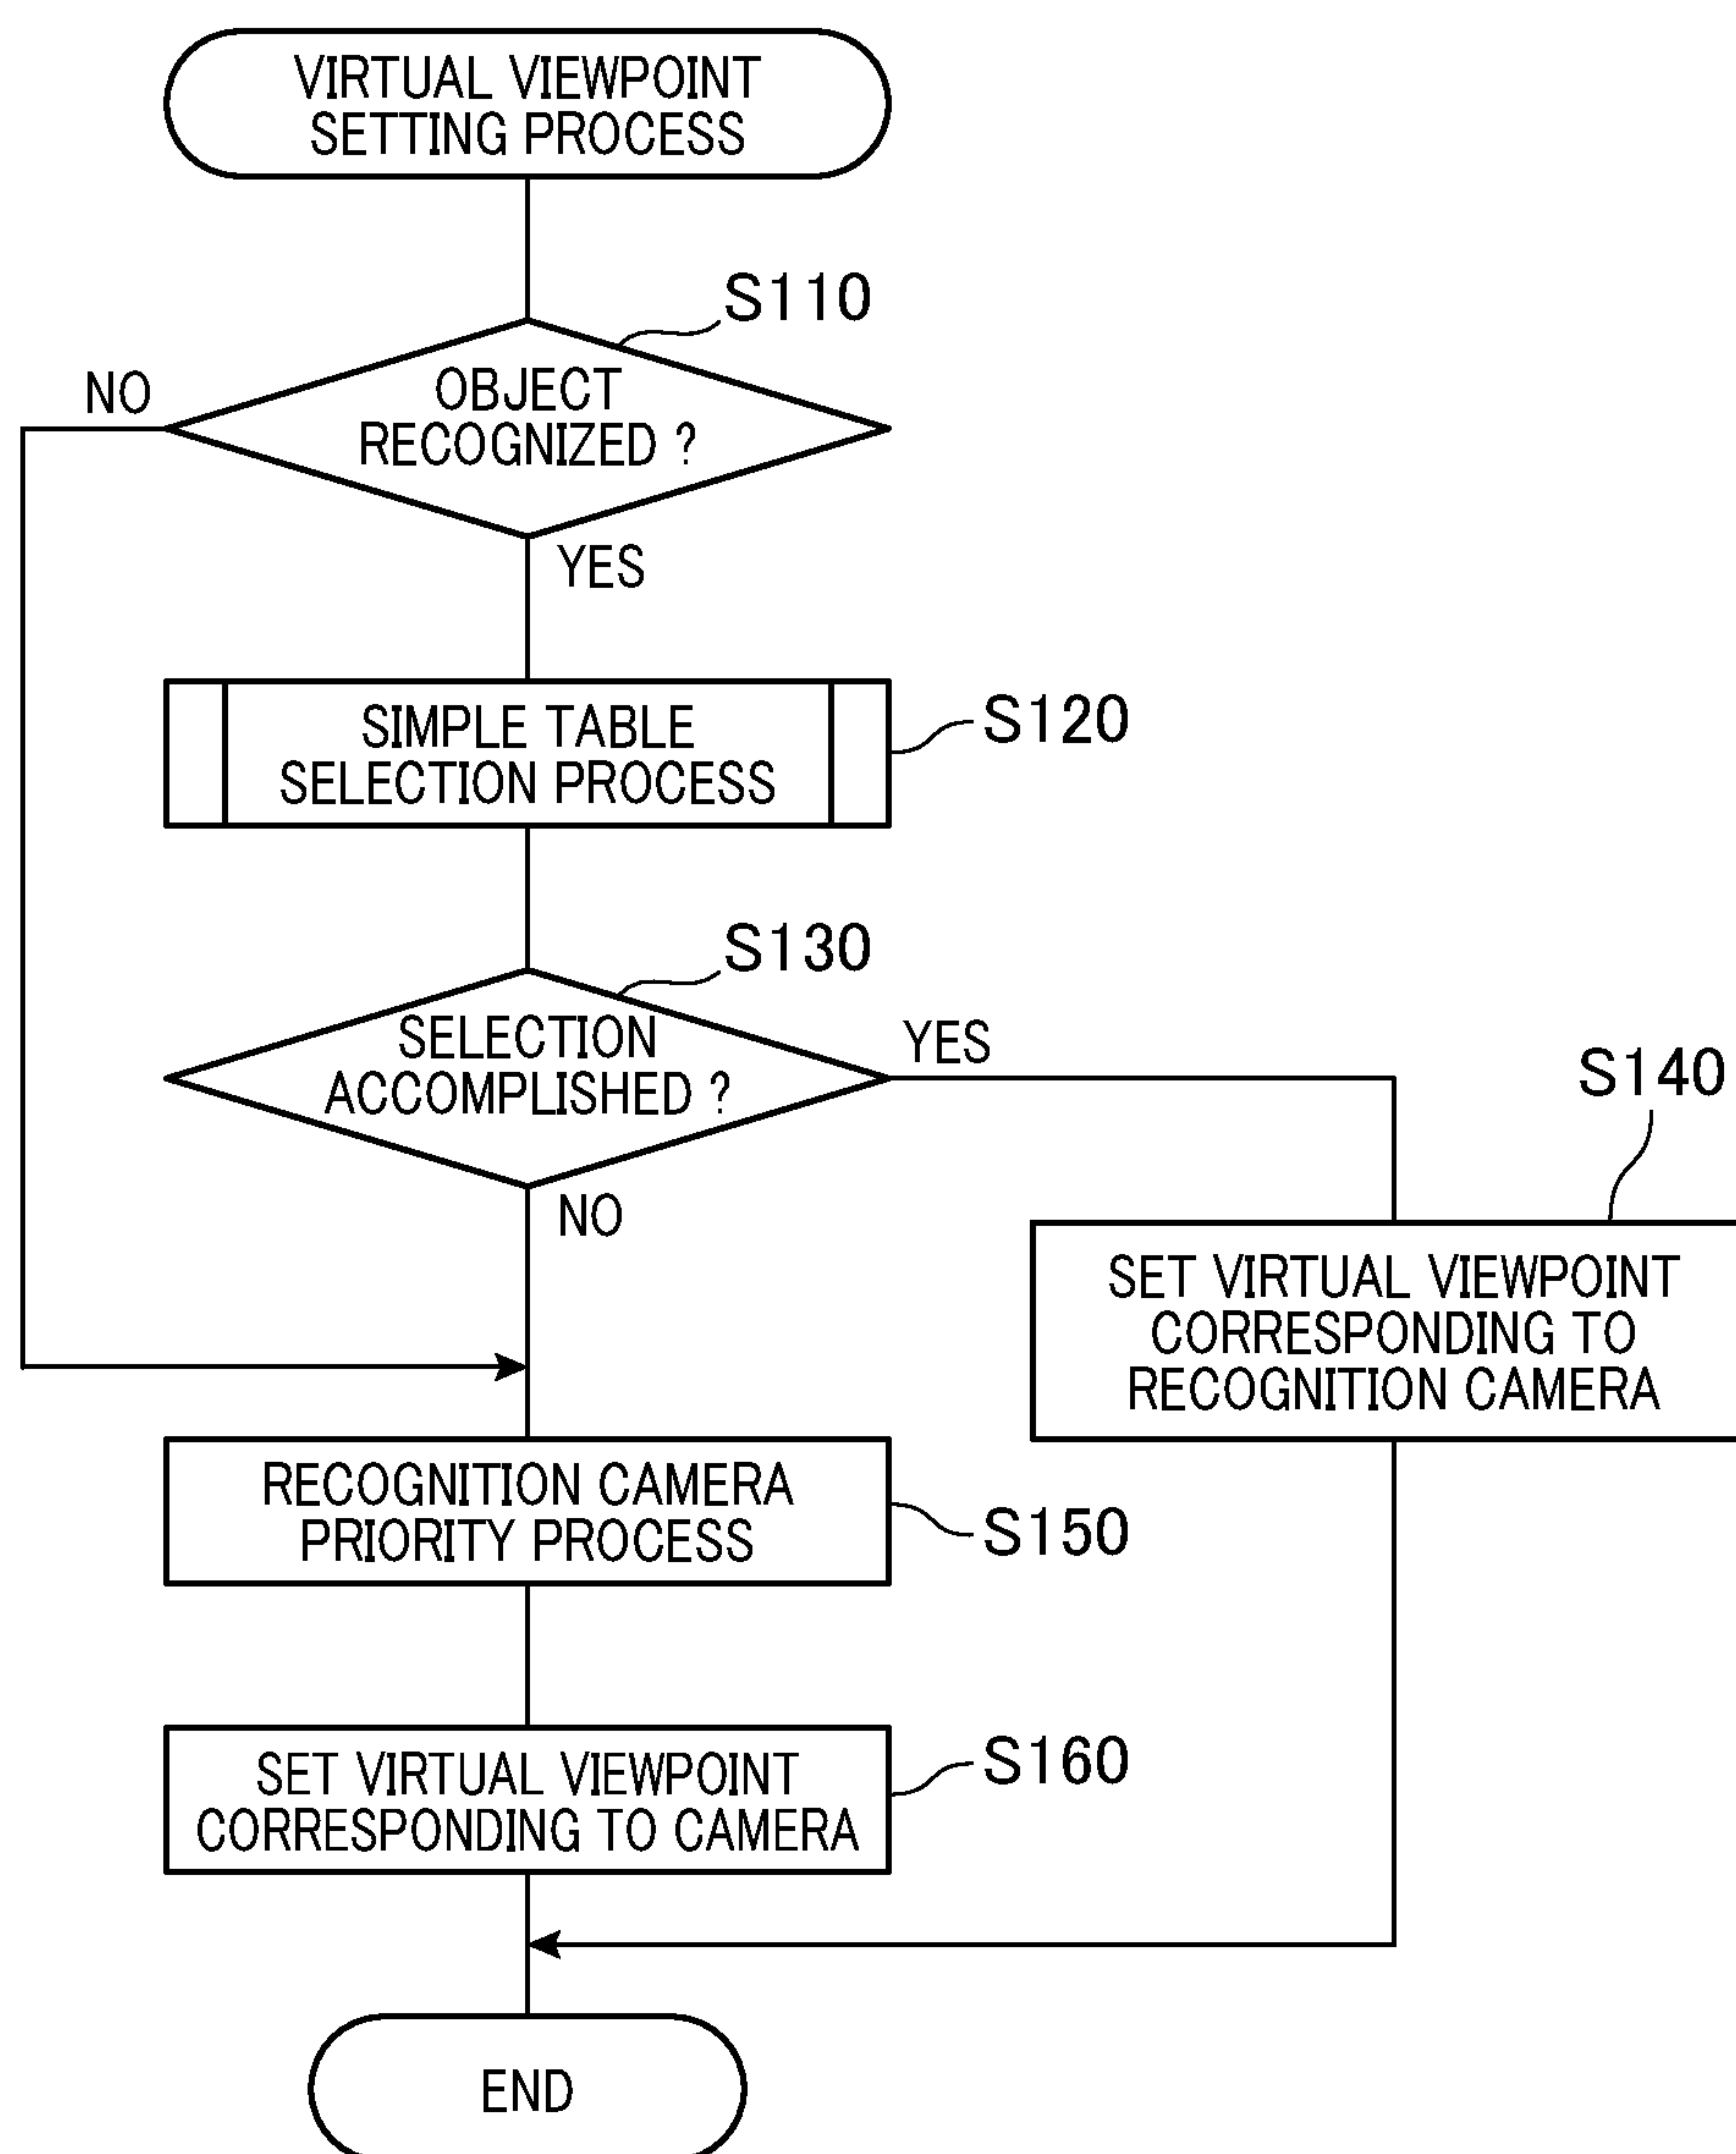 VIRTUAL VIEWPOINT
SETTING PROCESS
S110
NO
OBJECT
RECOGNIZED ?
YES
SIMPLE TABLE
SELECTION PROCESS
S120
S130
SELECTION
ACCOMPLISHED ?
YES
S140
NO
SET VIRTUAL VIEWPOINT
CORRESPONDING TO
RECOGNITION CAMERA
RECOGNITION CAMERA
PRIORITY PROCESS
S150
SET VIRTUAL VIEWPOINT
CORRESPONDING TO CAMERA
S160
END